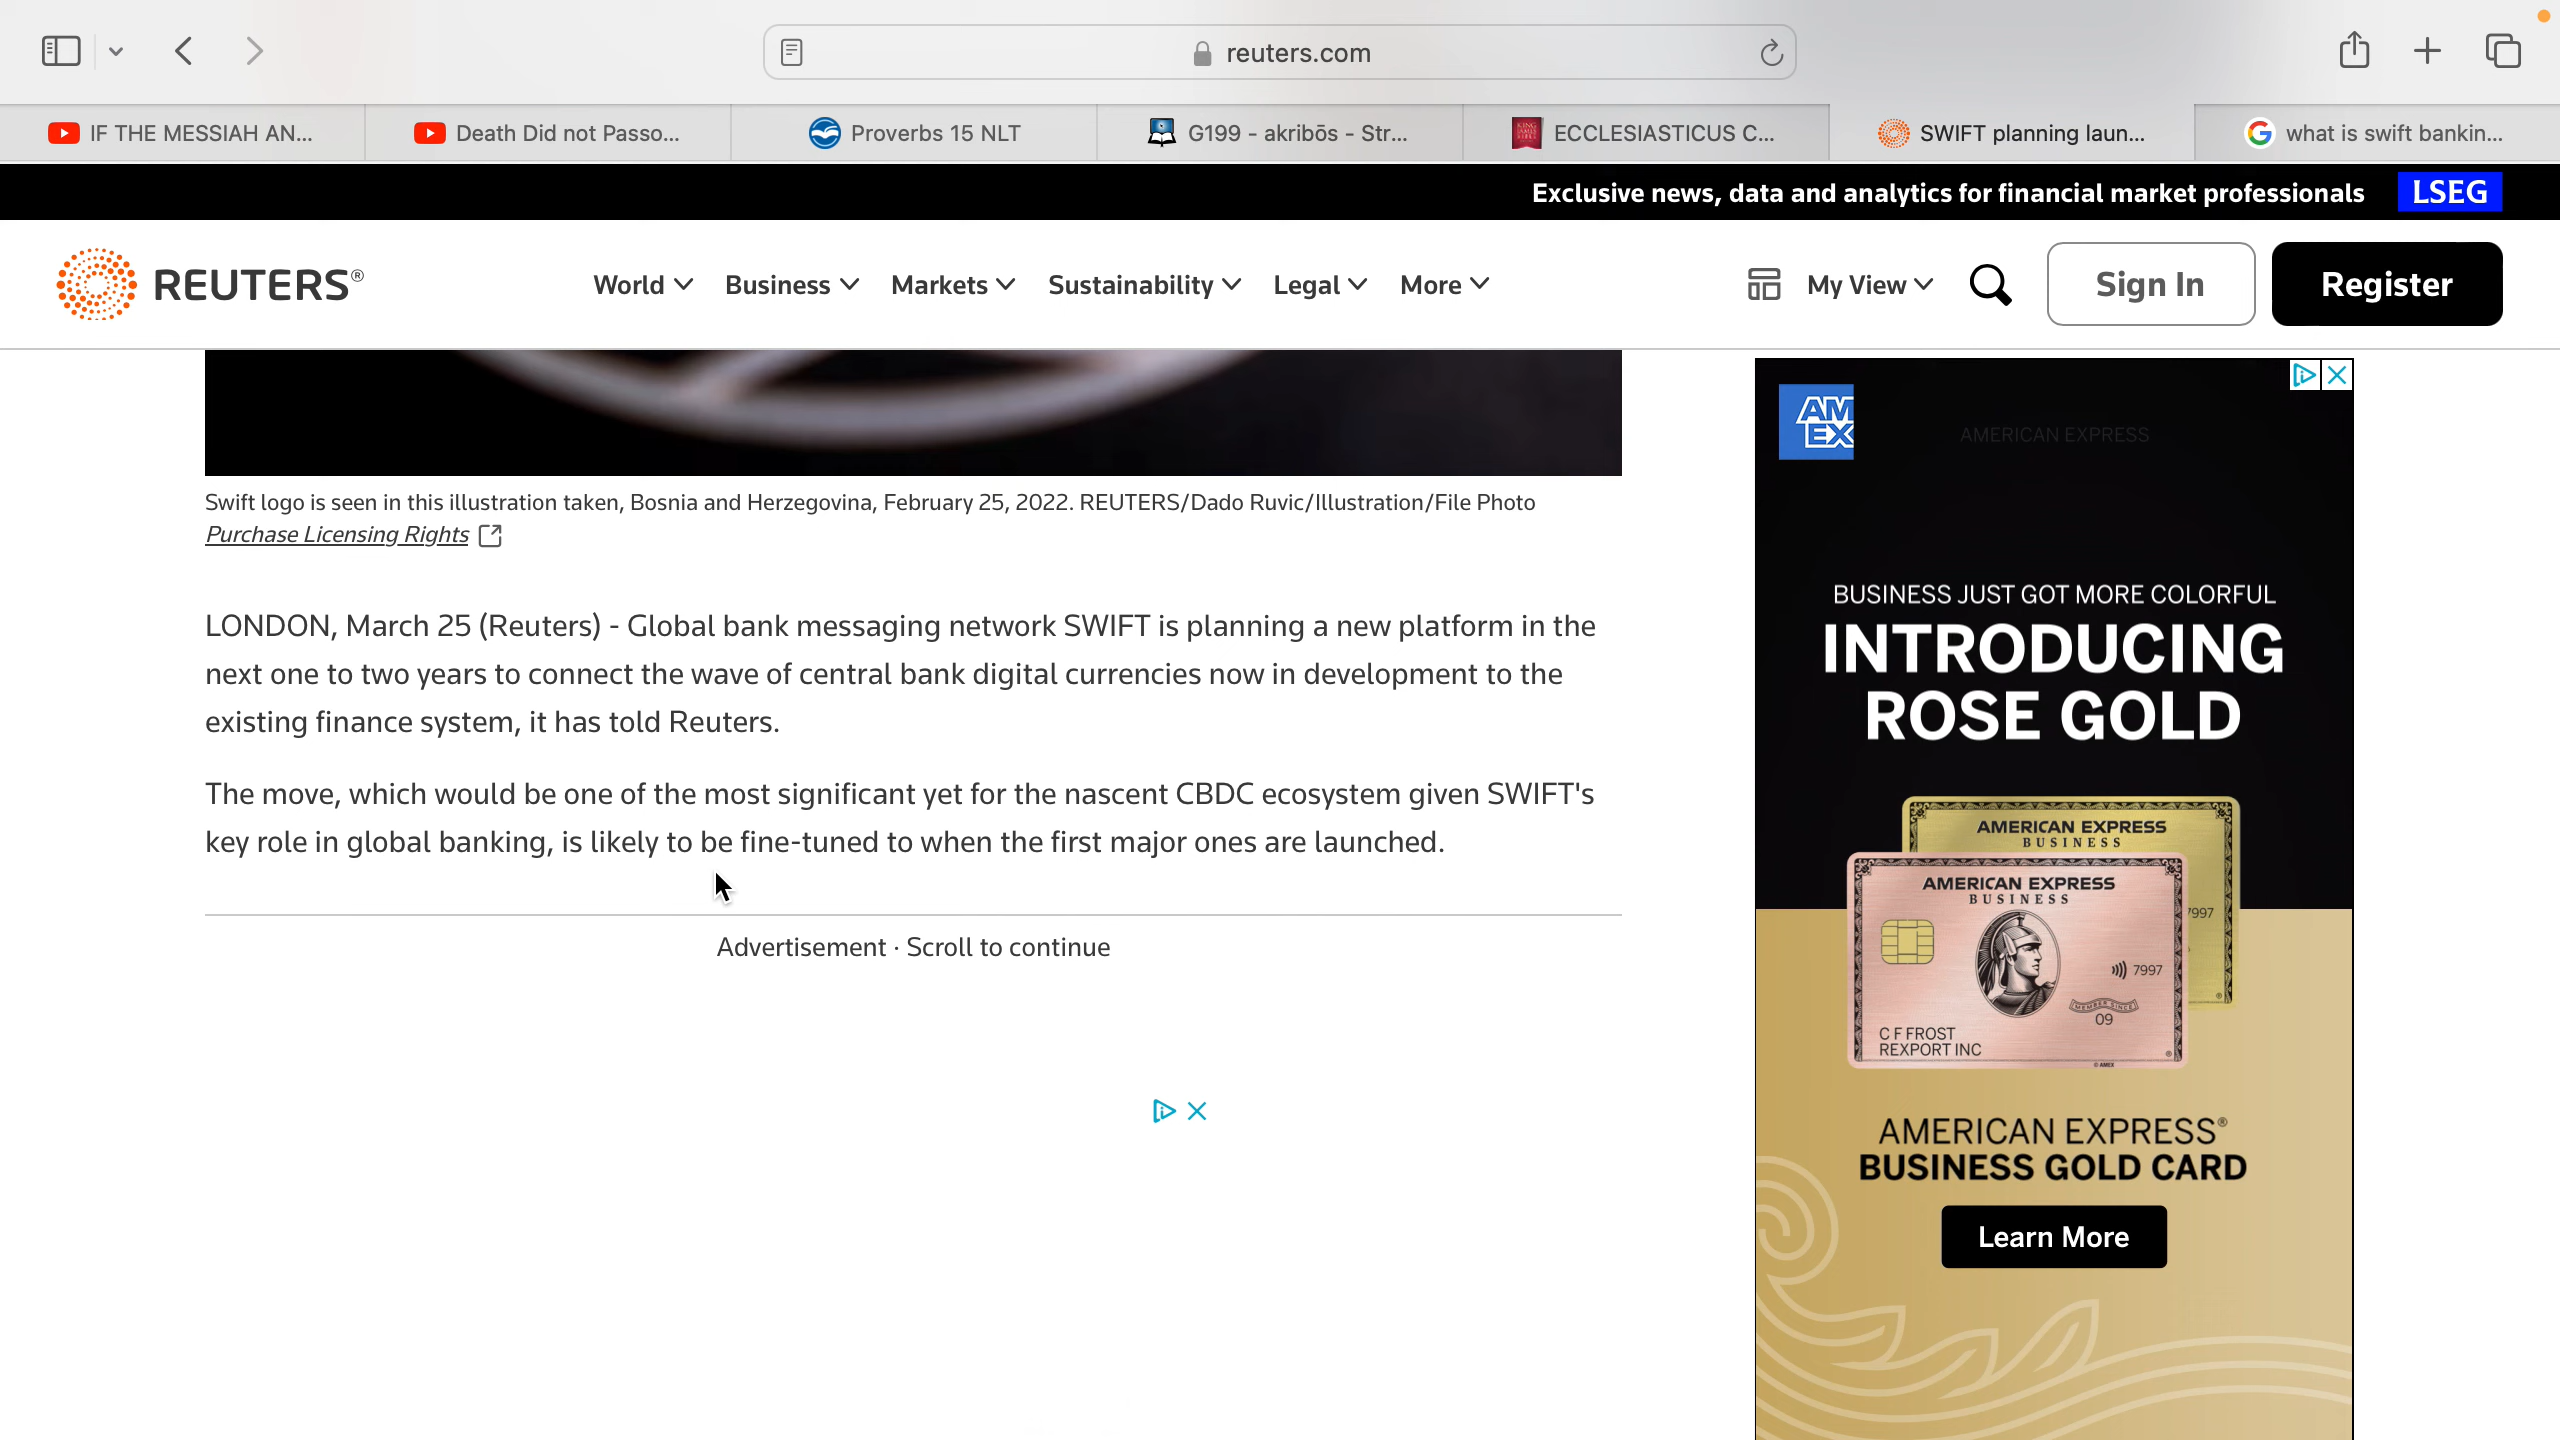 reuters.com
IF THE MESSIAH AN...
Death Did not Passo...
Proverbs 15 NLT
G199 - akribōs - Str...
ECCLESIASTICUS C...
SWIFT planning laun...
what is swift bankin...
Exclusive news, data and analytics for financial market professionals
LSEG
REUTERS®
World
Business
Markets
Sustainability
Legal
More
My View
Sign In
Register
Swift logo is seen in this illustration taken, Bosnia and Herzegovina, February 25, 2022. REUTERS/Dado Ruvic/Illustration/File Photo
Purchase Licensing Rights
LONDON, March 25 (Reuters) - Global bank messaging network SWIFT is planning a new platform in the
next one to two years to connect the wave of central bank digital currencies now in development to the
existing finance system, it has told Reuters.
The move, which would be one of the most significant yet for the nascent CBDC ecosystem given SWIFT's
key role in global banking, is likely to be fine-tuned to when the first major ones are launched.
Advertisement · Scroll to continue
AM
EX
AMERICAN EXPRESS
BUSINESS JUST GOT MORE COLORFUL
INTRODUCING
ROSE GOLD
AMERICAN EXPRESS
BUSINESS
7997
AMERICAN EXPRESS
BUSINESS
7997
MEMBER SINCE
09
C F FROST
REXPORT INC
© AMEX
AMERICAN EXPRESS®
BUSINESS GOLD CARD
Learn More